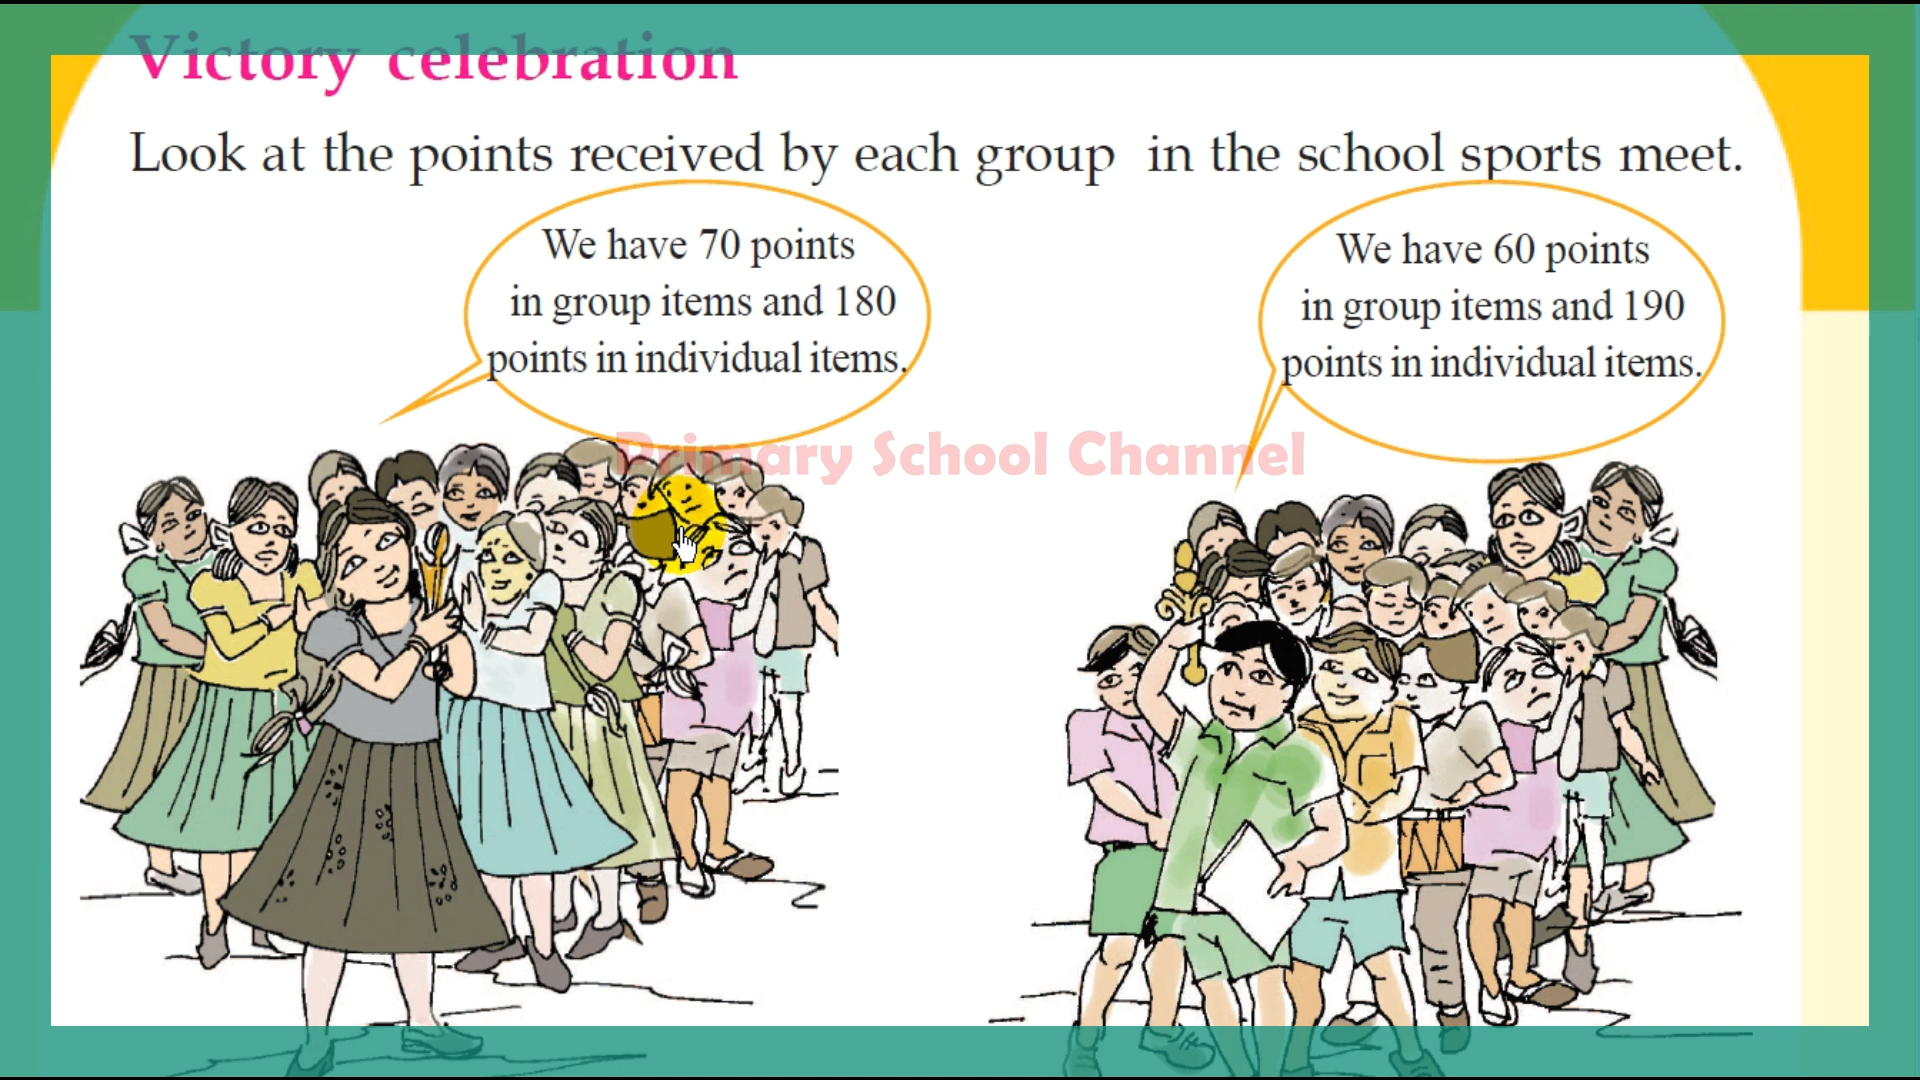 Victory celebration
Look at the points received by each group in the school sports meet.
We have 70 points
in group items and 180
points in individual items.
We have 60 points
in group items and 190
points in individual items.
Primary School Channel